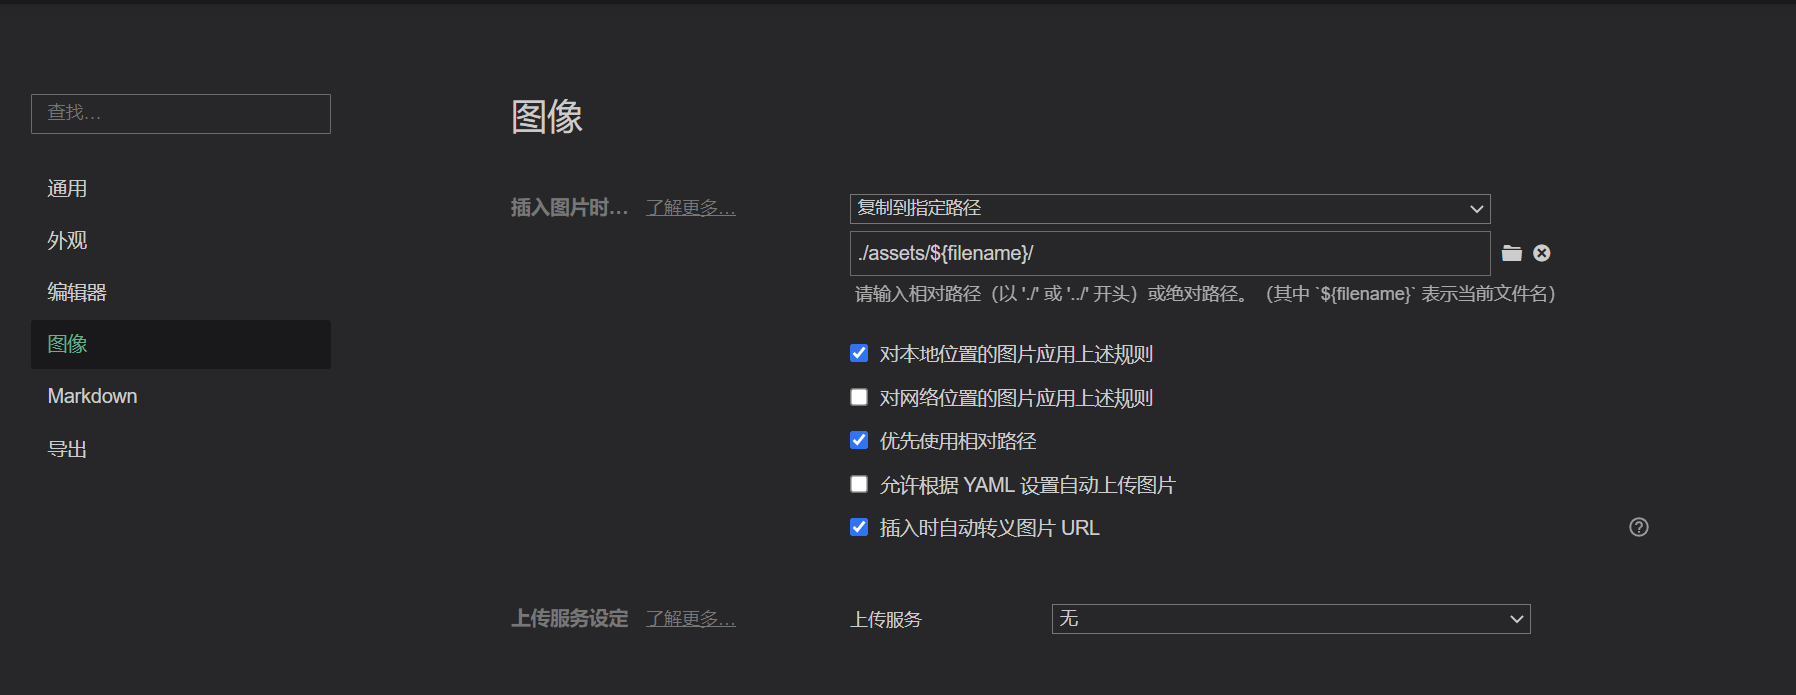 查找…
通用
外观
编辑器
图像
Markdown
导出
图像
插入图片时… 了解更多… 复制到指定路径
./assets/${filename}/
请输入相对路径（以 './' 或 '../' 开头）或绝对路径。（其中 `${filename}` 表示当前文件名）
对本地位置的图片应用上述规则
对网络位置的图片应用上述规则
优先使用相对路径
允许根据 YAML 设置自动上传图片
插入时自动转义图片 URL
上传服务设定 了解更多… 上传服务 无